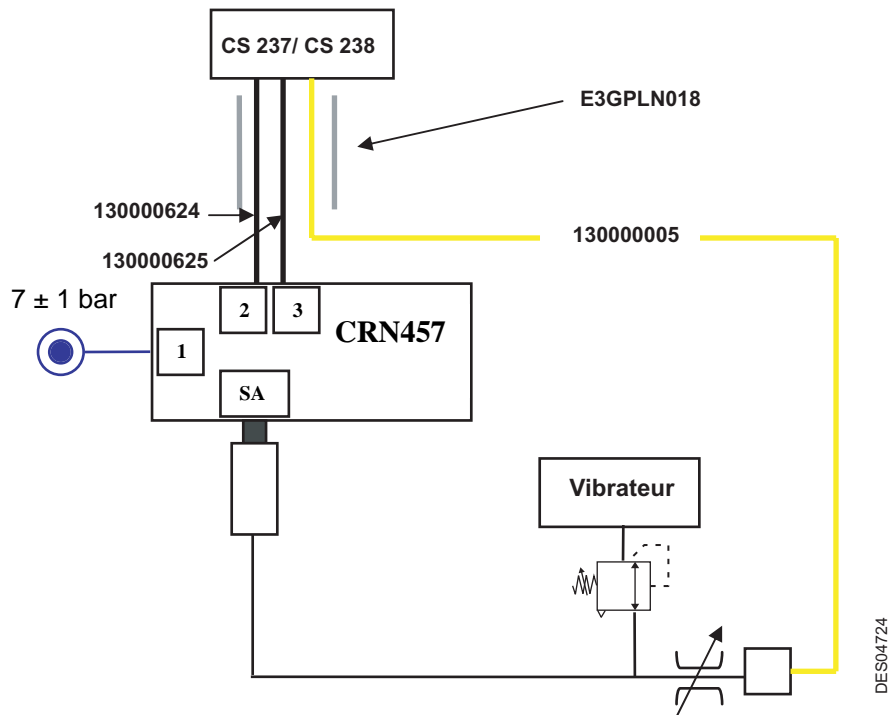 CS 237/ CS 238
E3GPLN018
130000624
130000005
130000625
7 ± 1 bar
2
3
CRN457
1
SA
Vibrateur
DES04724